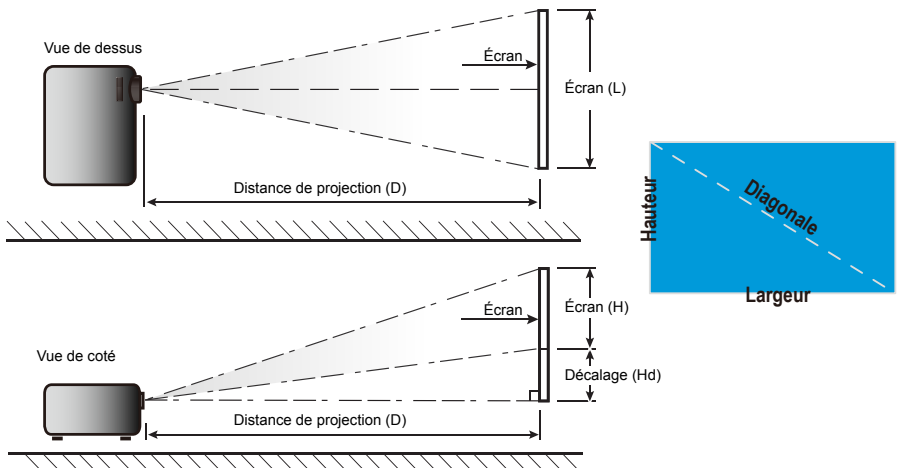 Vue de dessus
Écran
Écran (L)
Distance de projection (D)
Hauteur
Diagonale
Largeur
Vue de coté
Écran
Écran (H)
Décalage (Hd)
Distance de projection (D)